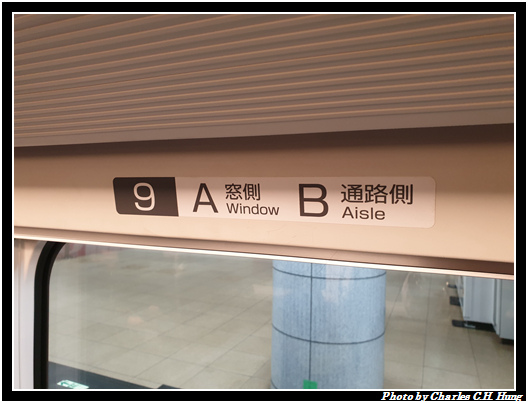 9 A 窓側 Window B 通路側 Aisle
Photo by Charles C.H. Hung